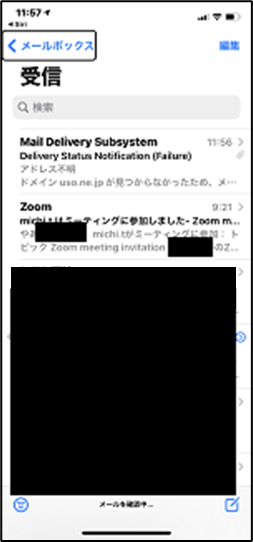 11:57
Siri
メールボックス
編集
受信
検索
Mail Delivery Subsystem 11:56
Delivery Status Notification (Failure)
アドレス不明
ドメイン uso.ne.jp が見つからなかったため、メ…
Zoom 9:21
michi.tはミーティングに参加しました- Zoom m...
や michi.tがミーティングに参加： ト
ピック Zoom meeting invitation のZ...
メールを確認中...